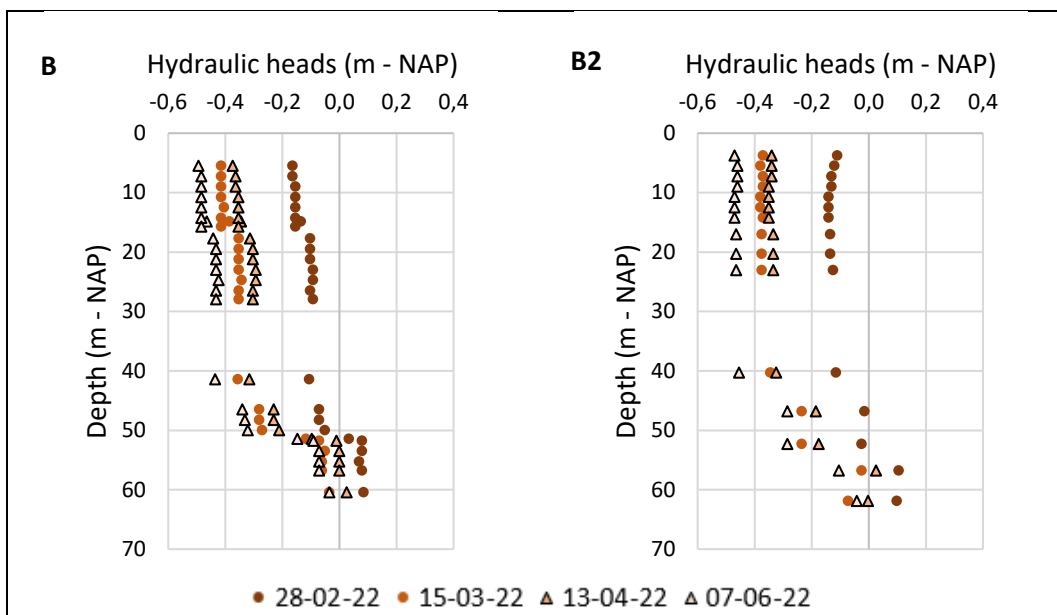 B
Hydraulic heads (m - NAP)
-0,6 -0,4 -0,2 0,0 0,2 0,4
0
10
20
30
40
50
60
70
Depth (m - NAP)
B2
Hydraulic heads (m - NAP)
-0,6 -0,4 -0,2 0,0 0,2 0,4
0
10
20
30
40
50
60
70
Depth (m - NAP)
28-02-22 15-03-22 13-04-22 07-06-22